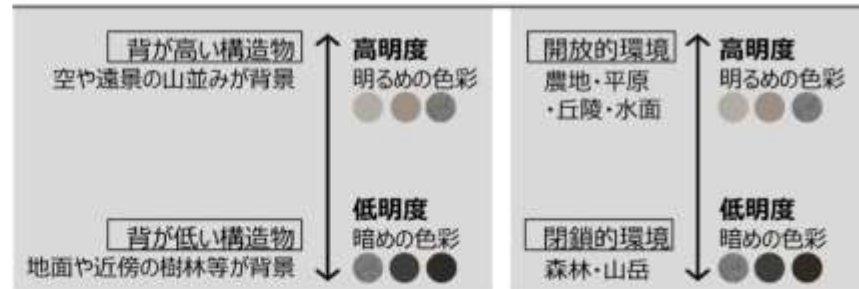 背が高い構造物
空や遠景の山並みが背景
高明度
明るめの色彩
背が低い構造物
地面や近傍の樹林等が背景
低明度
暗めの色彩
開放的環境
農地・平原
・丘陵・水面
高明度
明るめの色彩
閉鎖的環境
森林・山岳
低明度
暗めの色彩